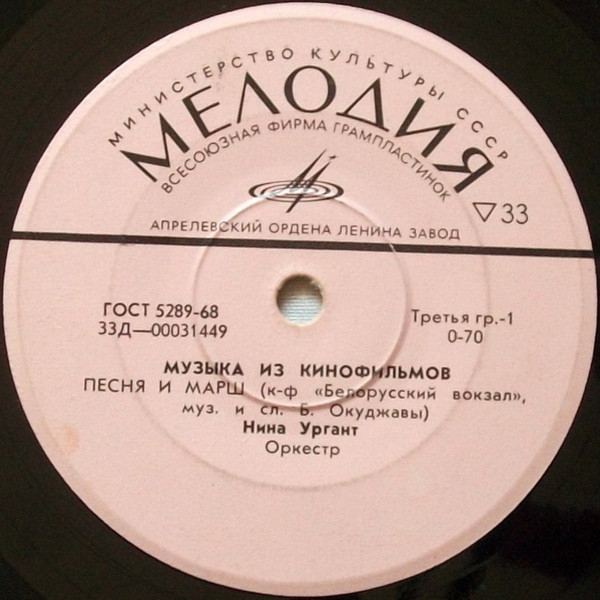 МИНИСТЕРСТВО КУЛЬТУРЫ СССР
МЕЛОДИЯ
ВСЕСОЮЗНАЯ ФИРМА ГРАМПЛАСТИНОК
▽33
АПРЕЛЕВСКИЙ ОРДЕНА ЛЕНИНА ЗАВОД
ГОСТ 5289-68
33Д—00031449
Третья гр.-1
0-70
МУЗЫКА ИЗ КИНОФИЛЬМОВ
ПЕСНЯ И МАРШ (к-ф «Белорусский вокзал»,
муз. и сл. Б. Окуджавы)
Нина Ургант
Оркестр